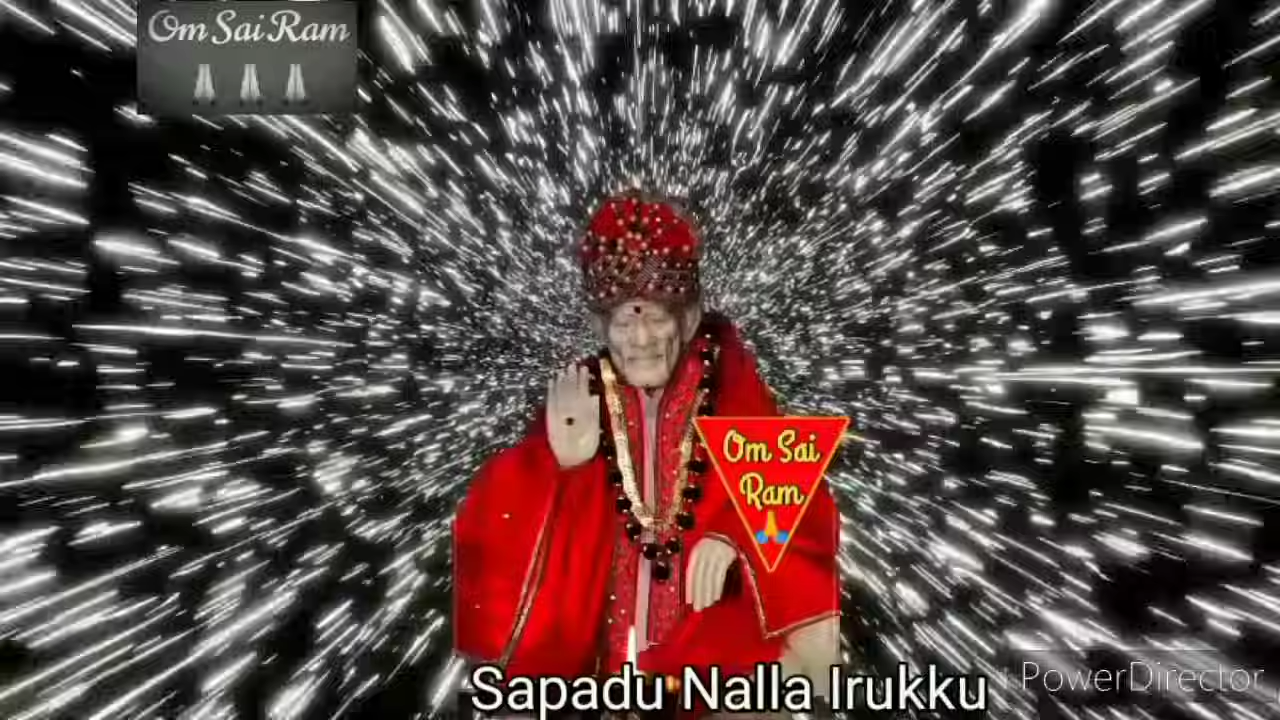 Om Sai Ram
🙏🙏🙏
Om Sai
Ram
🙏
Sapadu Nalla Irukku
PowerDirector